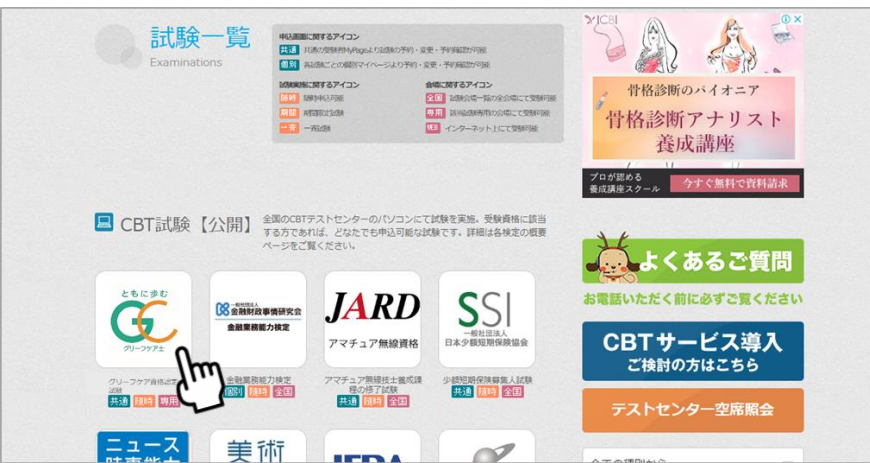 試験一覧
Examinations
申込画面に関するアイコン
共通 共通の受験者MyPageより試験の予約・変更・予約確認が可能
個別 各試験ごとの個別マイページより予約・変更・予約確認が可能
試験実施に関するアイコン
随時 随時申込可能
期間 期間限定試験
一斉 一斉試験
会場に関するアイコン
全国 試験会場一覧の全会場にて受験可能
専用 該当試験専用の会場にて受験可能
インターネット上にて受験可能
骨格診断のパイオニア
骨格診断アナリスト
養成講座
プロが認める
養成講座スクール
今すぐ無料で資料請求
CBT試験【公開】
全国のCBTテストセンターのパソコンにて試験を実施。受験資格に該当
する方であれば、どなたでも申込可能な試験です。詳細は各検定の概要
ページをご覧ください。
ともに歩む
GC
グリーフケア士
一般社団法人
金融財政事情研究会
金融業務能力検定
JARD
アマチュア無線資格
SSI
一般社団法人
日本少額短期保険協会
グリーフケア資格認定
試験
共通 随時 専用
金融業務能力検定
個別 随時 全国
アマチュア無線技士養成課
程の修了試験
共通 随時 全国
少額短期保険募集人試験
共通 随時 全国
よくあるご質問
お電話いただく前に必ずご覧ください
CBTサービス導入
ご検討の方はこちら
テストセンター空席照会
ニュース
美術